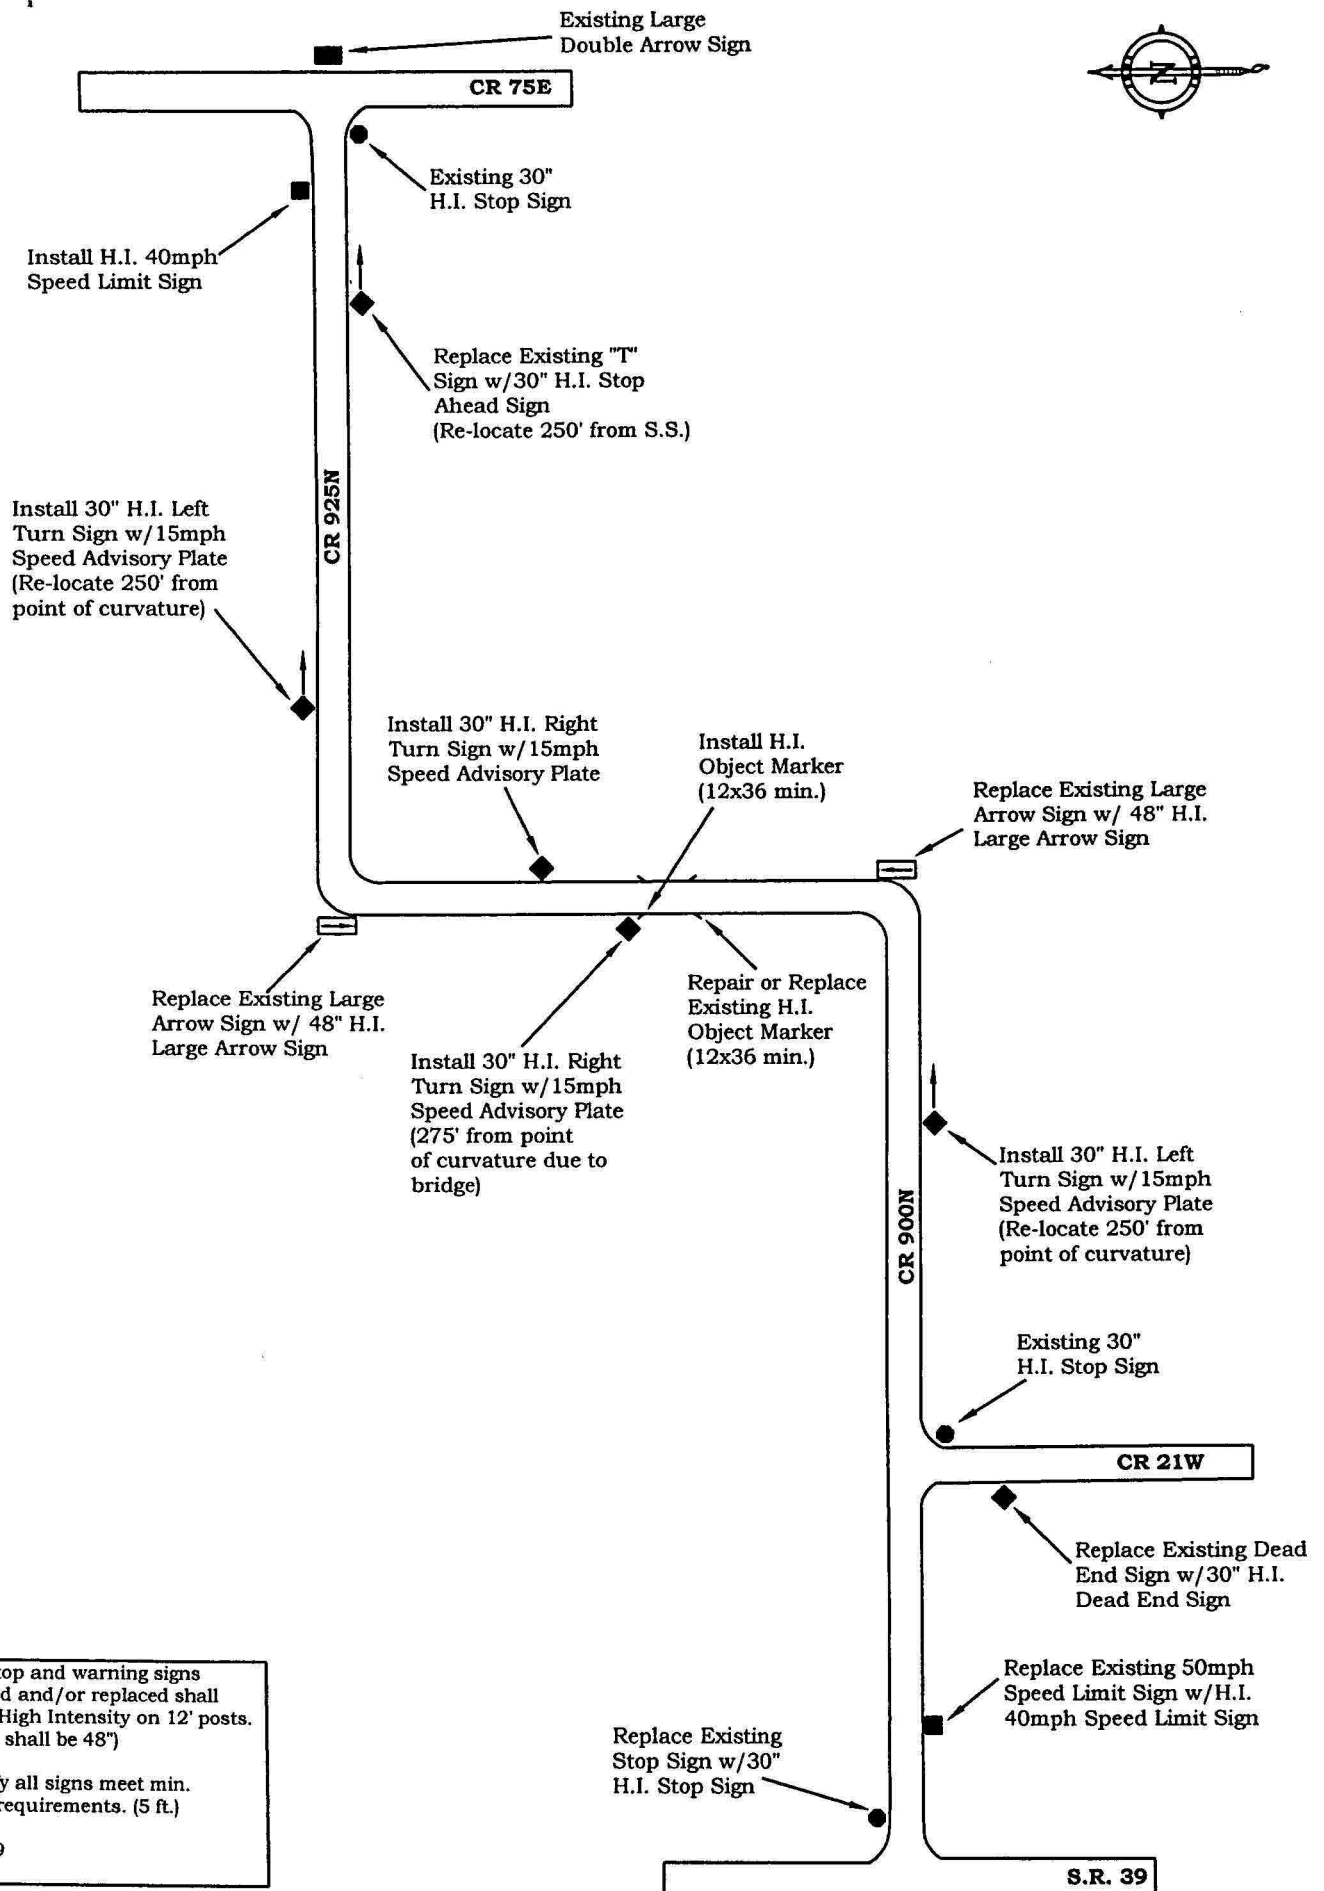 Existing Large
Double Arrow Sign
N
CR 75E
Existing 30"
H.I. Stop Sign
Install H.I. 40mph
Speed Limit Sign
Replace Existing "T"
Sign w/30" H.I. Stop
Ahead Sign
(Re-locate 250' from S.S.)
CR 925N
Install 30" H.I. Left
Turn Sign w/15mph
Speed Advisory Plate
(Re-locate 250' from
point of curvature)
Install 30" H.I. Right
Turn Sign w/15mph
Speed Advisory Plate
Install H.I.
Object Marker
(12x36 min.)
Replace Existing Large
Arrow Sign w/ 48" H.I.
Large Arrow Sign
Replace Existing Large
Arrow Sign w/ 48" H.I.
Large Arrow Sign
Install 30" H.I. Right
Turn Sign w/15mph
Speed Advisory Plate
(275' from point
of curvature due to
bridge)
Repair or Replace
Existing H.I.
Object Marker
(12x36 min.)
Install 30" H.I. Left
Turn Sign w/15mph
Speed Advisory Plate
(Re-locate 250' from
point of curvature)
CR 900N
Existing 30"
H.I. Stop Sign
CR 21W
Replace Existing Dead
End Sign w/30" H.I.
Dead End Sign
Replace Existing 50mph
Speed Limit Sign w/H.I.
40mph Speed Limit Sign
Replace Existing
Stop Sign w/30"
H.I. Stop Sign
S.R. 39
and warning signs
and/or replaced shall
High Intensity on 12' posts.
shall be 48")
all signs meet min.
requirements. (5 ft.)